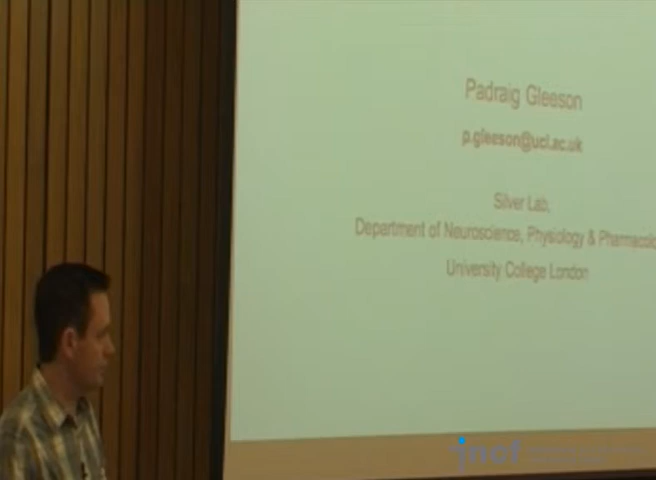 Padraig Gleeson
p.gleeson@ucl.ac.uk
Silver Lab,
Department of Neuroscience, Physiology & Pharmacolo
University College London
incf